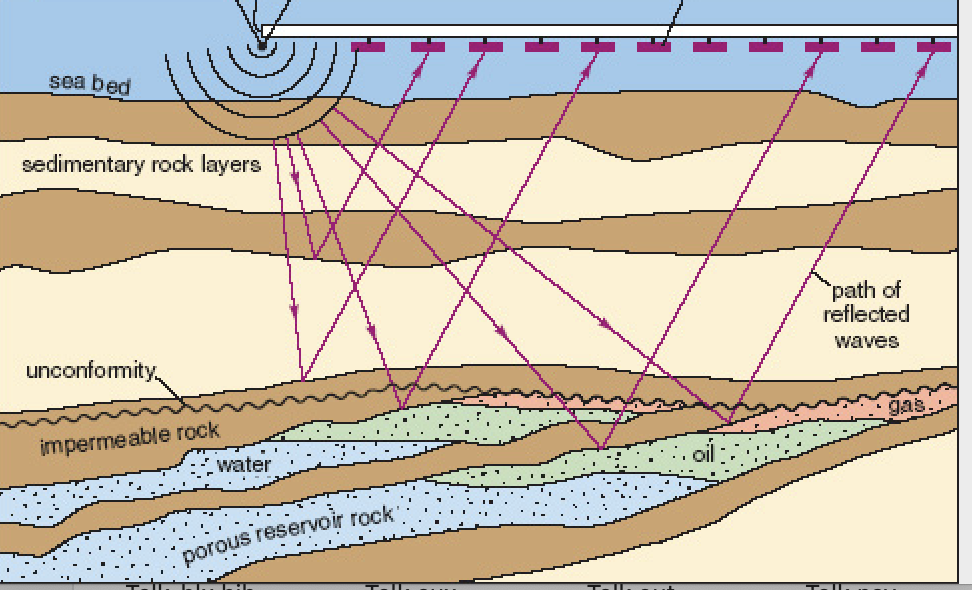 sea bed
sedimentary rock layers
path of
reflected
waves
unconformity
gas
impermeable rock
oil
water
porous reservoir rock